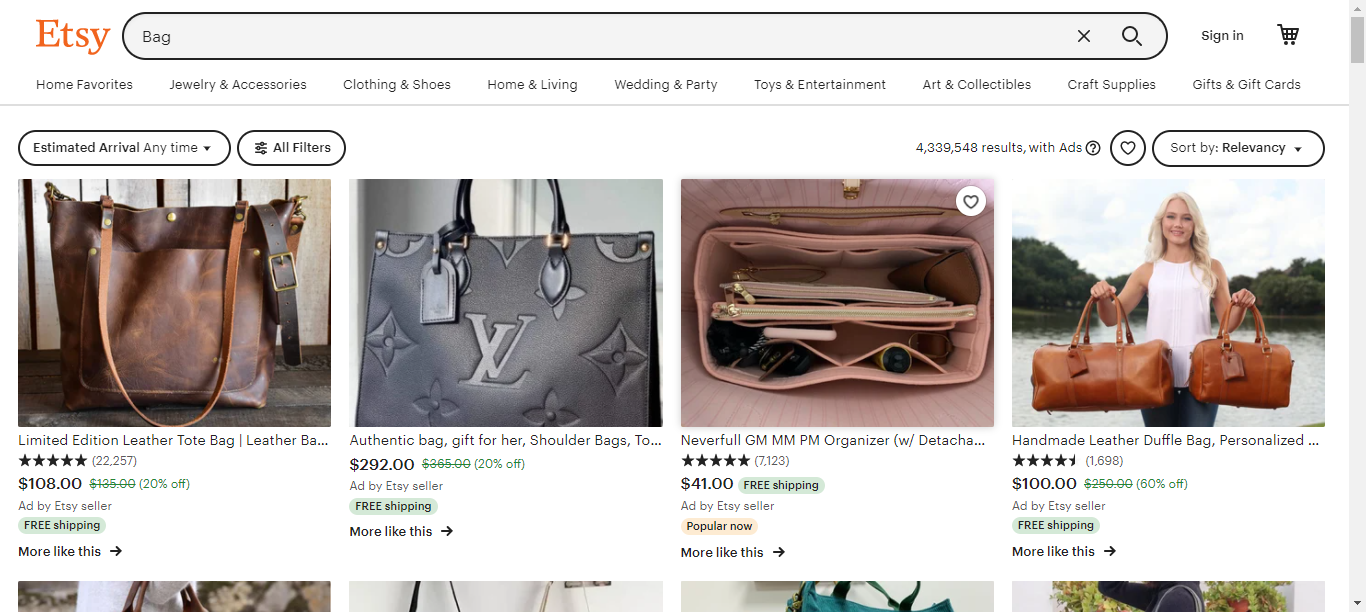 Etsy
Bag
Sign in
Home Favorites
Jewelry & Accessories
Clothing & Shoes
Home & Living
Wedding & Party
Toys & Entertainment
Art & Collectibles
Craft Supplies
Gifts & Gift Cards
Estimated Arrival Any time
All Filters
4,339,548 results, with Ads ?
Sort by: Relevancy
LV
Limited Edition Leather Tote Bag | Leather Ba...
(22,257)
$108.00 $135.00 (20% off)
Ad by Etsy seller
FREE shipping
More like this →
Authentic bag, gift for her, Shoulder Bags, To...
$292.00 $365.00 (20% off)
Ad by Etsy seller
FREE shipping
More like this →
Neverfull GM MM PM Organizer (w/ Detacha...
(7,123)
$41.00 FREE shipping
Ad by Etsy seller
Popular now
More like this →
Handmade Leather Duffle Bag, Personalized ...
(1,698)
$100.00 $250.00 (60% off)
Ad by Etsy seller
FREE shipping
More like this →